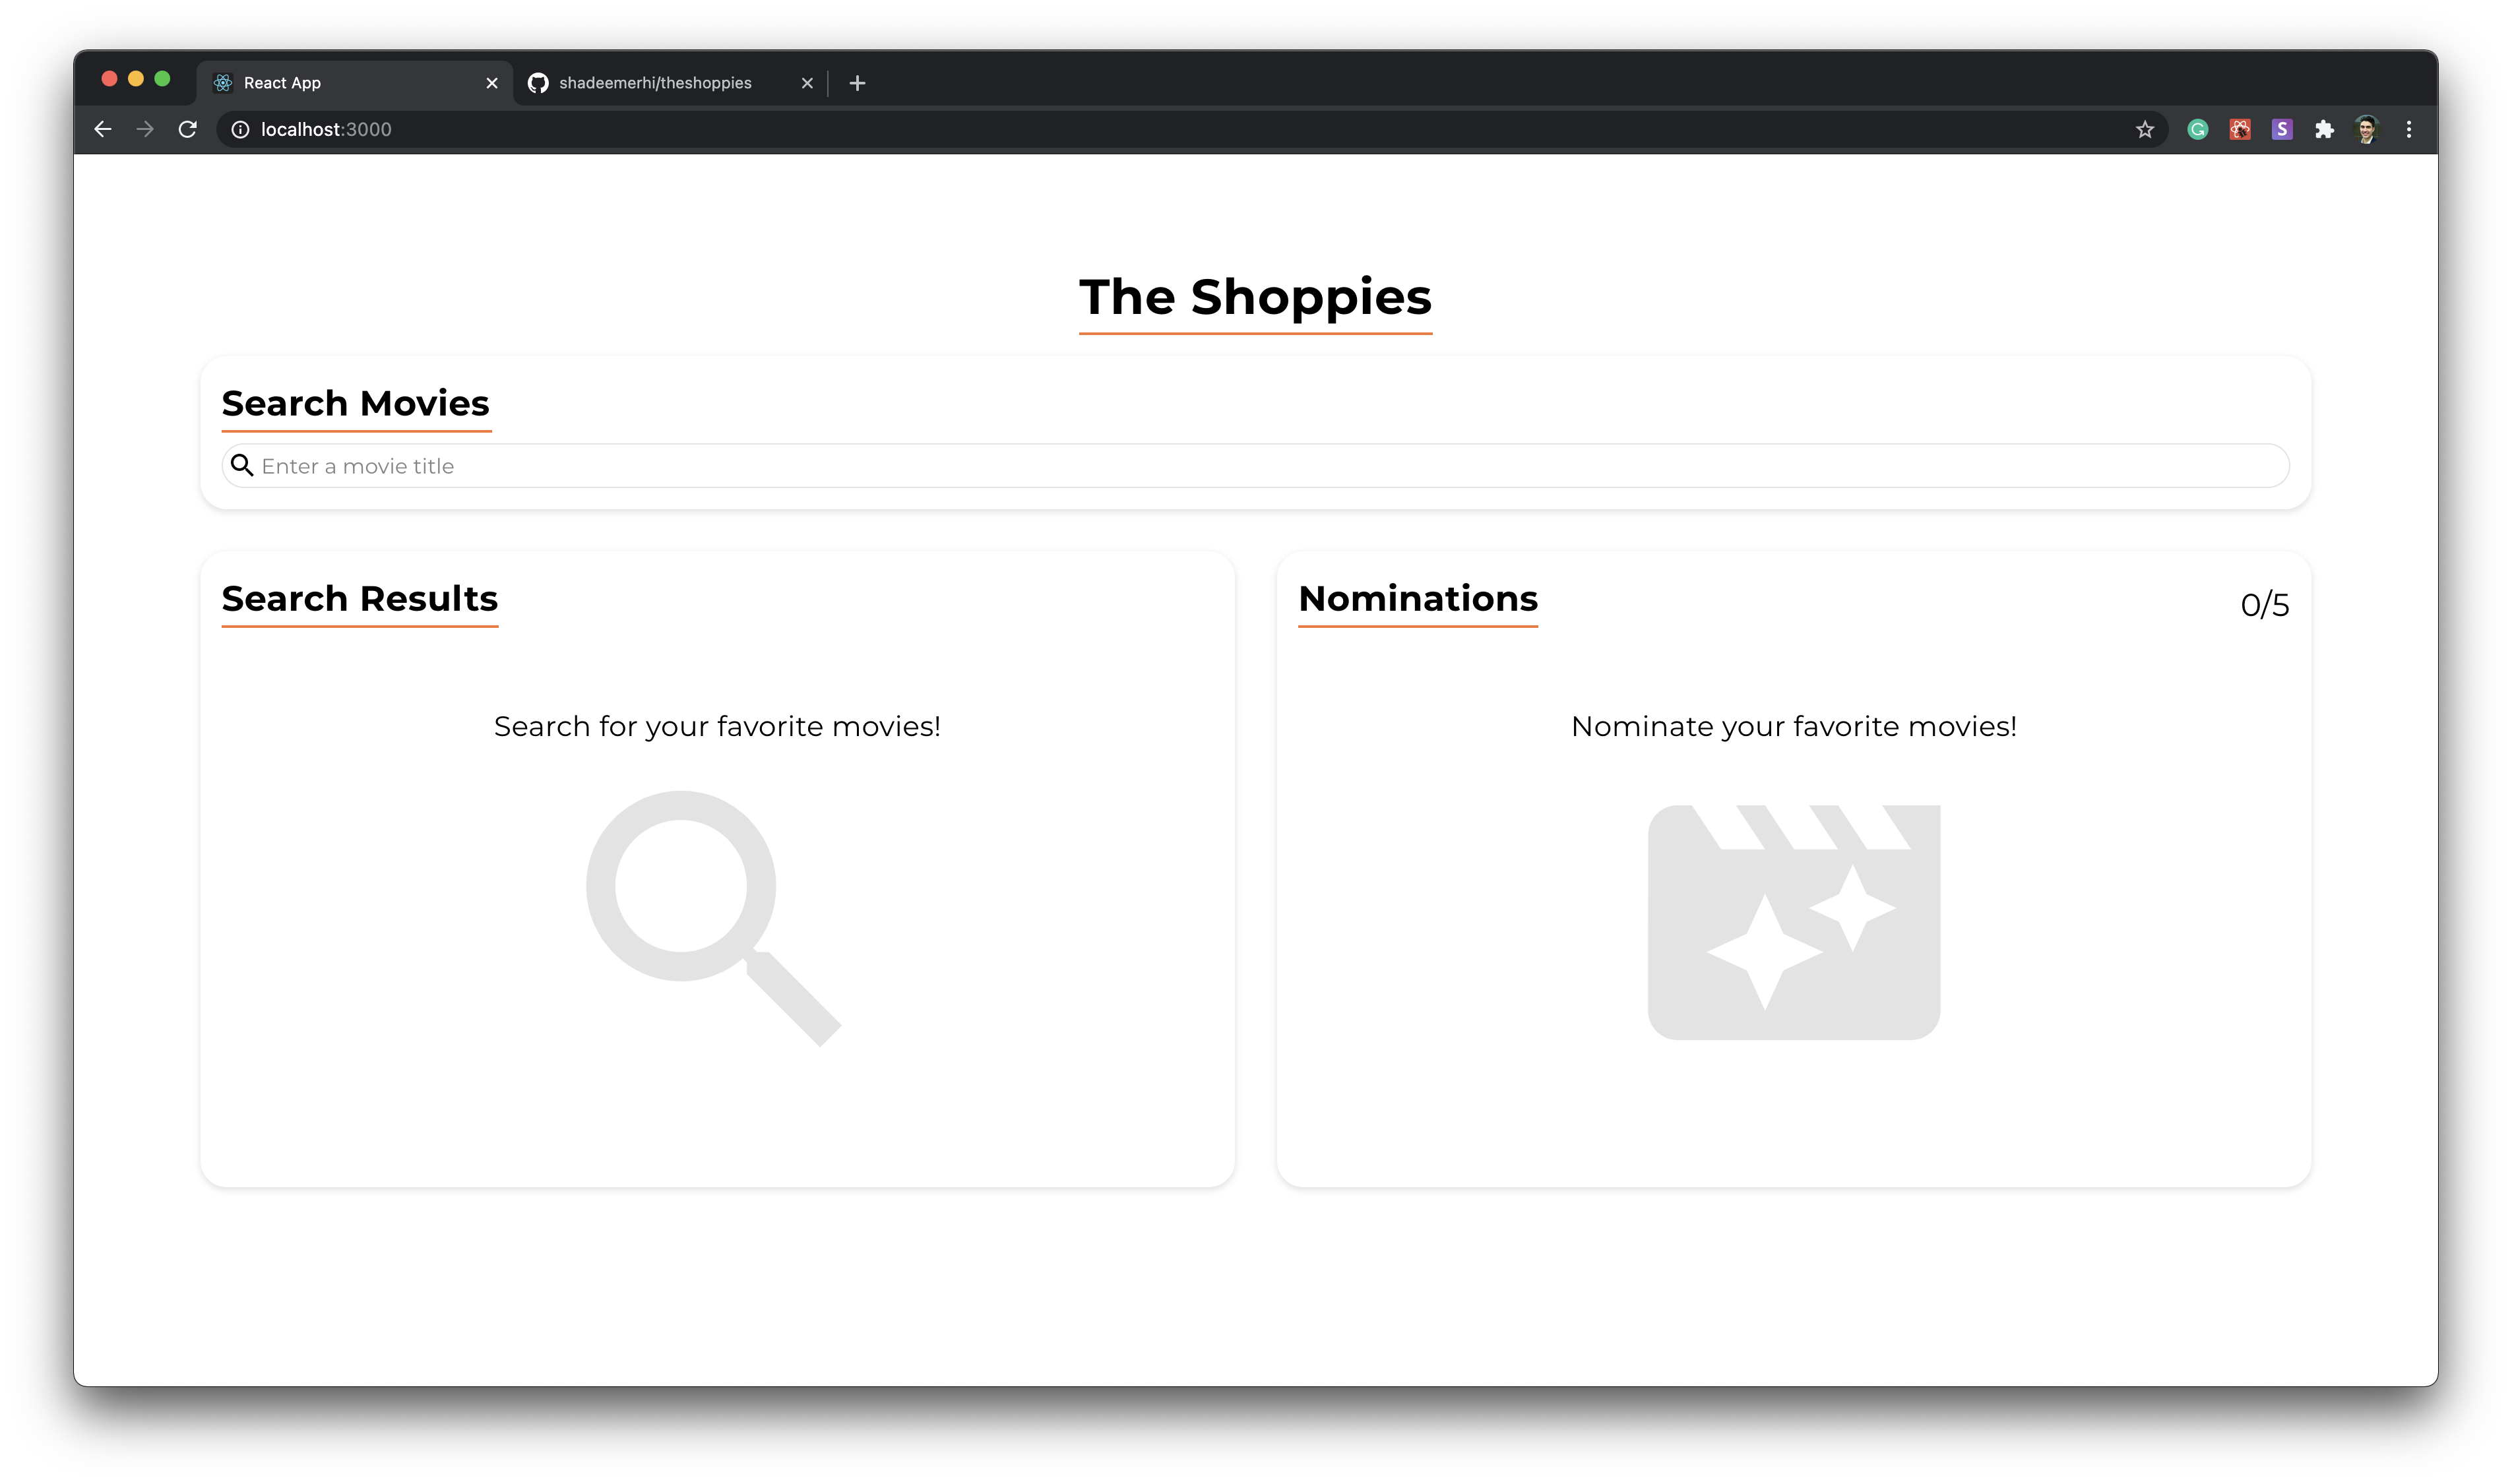 React App
shadeemerhi/theshoppies
localhost:3000
S
The Shoppies
Search Movies
Enter a movie title
Search Results
Nominations
0/5
Search for your favorite movies!
Nominate your favorite movies!